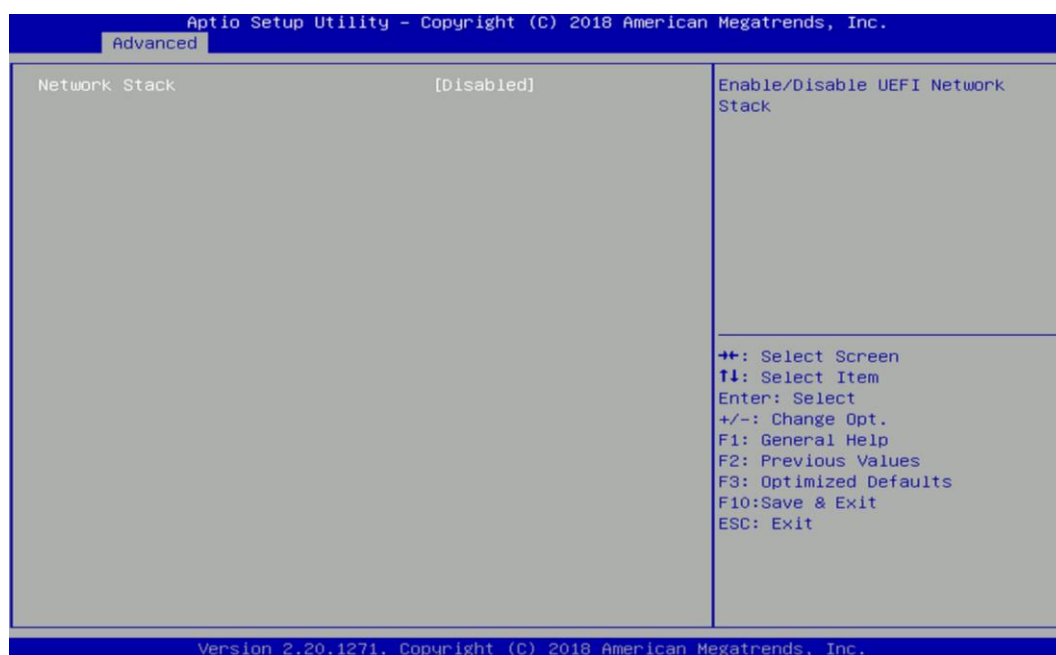 Aptio Setup Utility – Copyright (C) 2018 American Megatrends, Inc.
Advanced
Network Stack [Disabled]
Enable/Disable UEFI Network
Stack
→←: Select Screen
↑↓: Select Item
Enter: Select
+/-: Change Opt.
F1: General Help
F2: Previous Values
F3: Optimized Defaults
F10:Save & Exit
ESC: Exit
Version 2.20.1271. Copyright (C) 2018 American Megatrends, Inc.